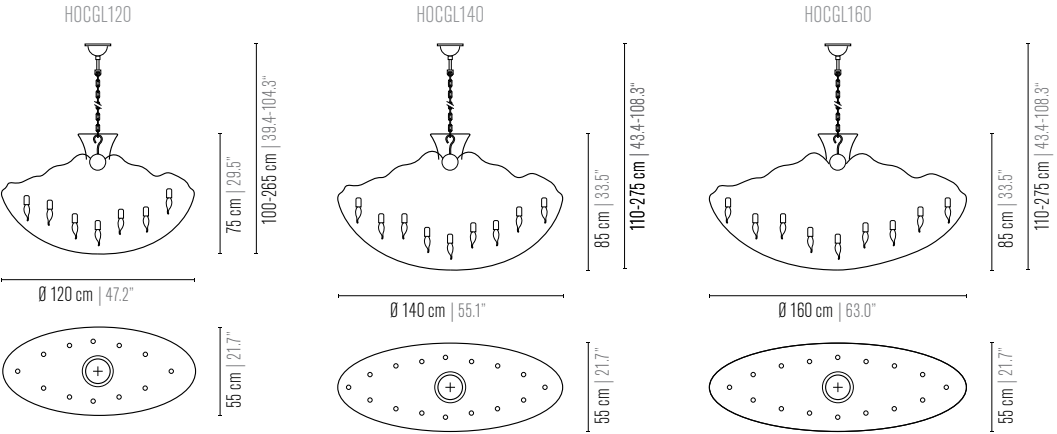 HOCGL120
75 cm | 29.5"
100-265 cm | 39.4-104.3"
Ø 120 cm | 47.2"
55 cm | 21.7"
HOCGL140
85 cm | 33.5"
110-275 cm | 43.4-108.3"
Ø 140 cm | 55.1"
55 cm | 21.7"
HOCGL160
85 cm | 33.5"
110-275 cm | 43.4-108.3"
Ø 160 cm | 63.0"
55 cm | 21.7"